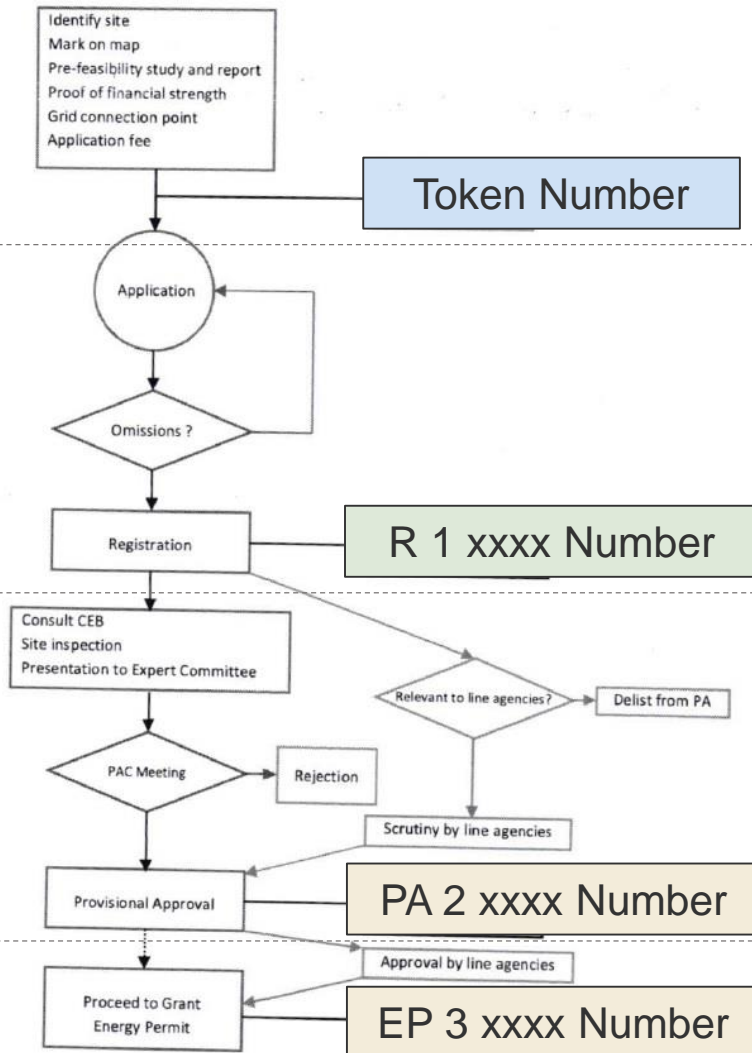 Identify site
Mark on map
Pre-feasibility study and report
Proof of financial strength
Grid connection point
Application fee
Token Number
Application
Omissions ?
Registration
R 1 xxxx Number
Consult CEB
Site inspection
Presentation to Expert Committee
Relevant to line agencies?
Delist from PA
PAC Meeting
Rejection
Scrutiny by line agencies
Provisional Approval
PA 2 xxxx Number
Approval by line agencies
Proceed to Grant
Energy Permit
EP 3 xxxx Number